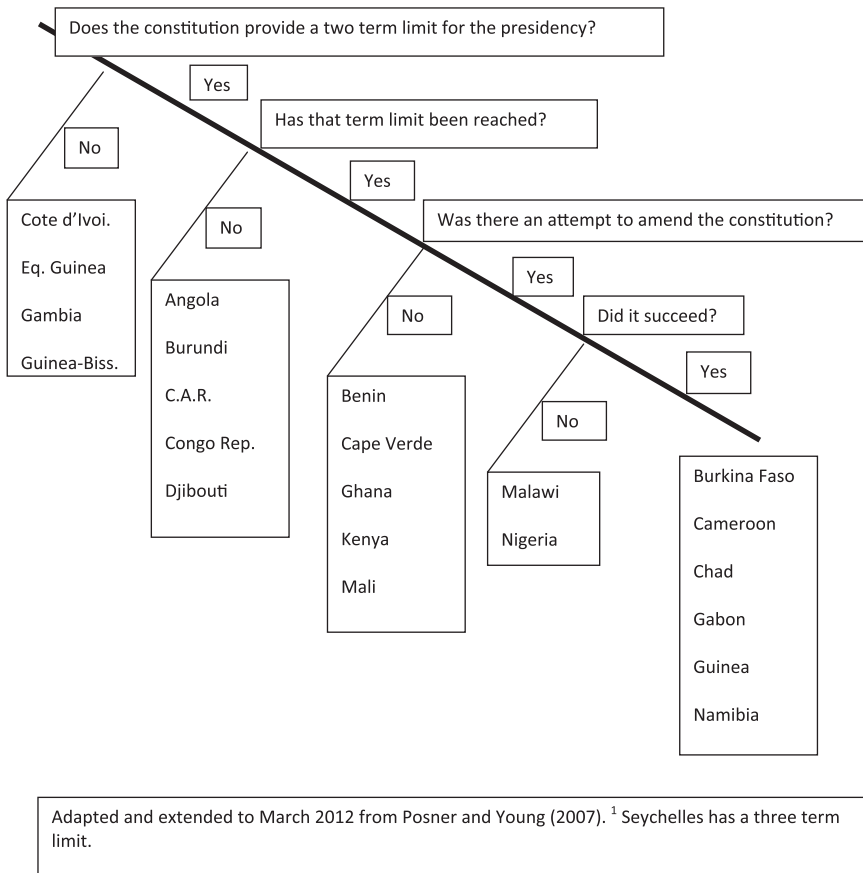 Does the constitution provide a two term limit for the presidency?
Yes
Has that term limit been reached?
No
Yes
Was there an attempt to amend the constitution?
Cote d’Ivoi.
Eq. Guinea
Gambia
Guinea-Biss.
No
Yes
Did it succeed?
Angola
Burundi
C.A.R.
Congo Rep.
Djibouti
No
Yes
Benin
Cape Verde
Ghana
Kenya
Mali
No
Malawi
Nigeria
Burkina Faso
Cameroon
Chad
Gabon
Guinea
Namibia
Adapted and extended to March 2012 from Posner and Young (2007). ¹ Seychelles has a three term
limit.